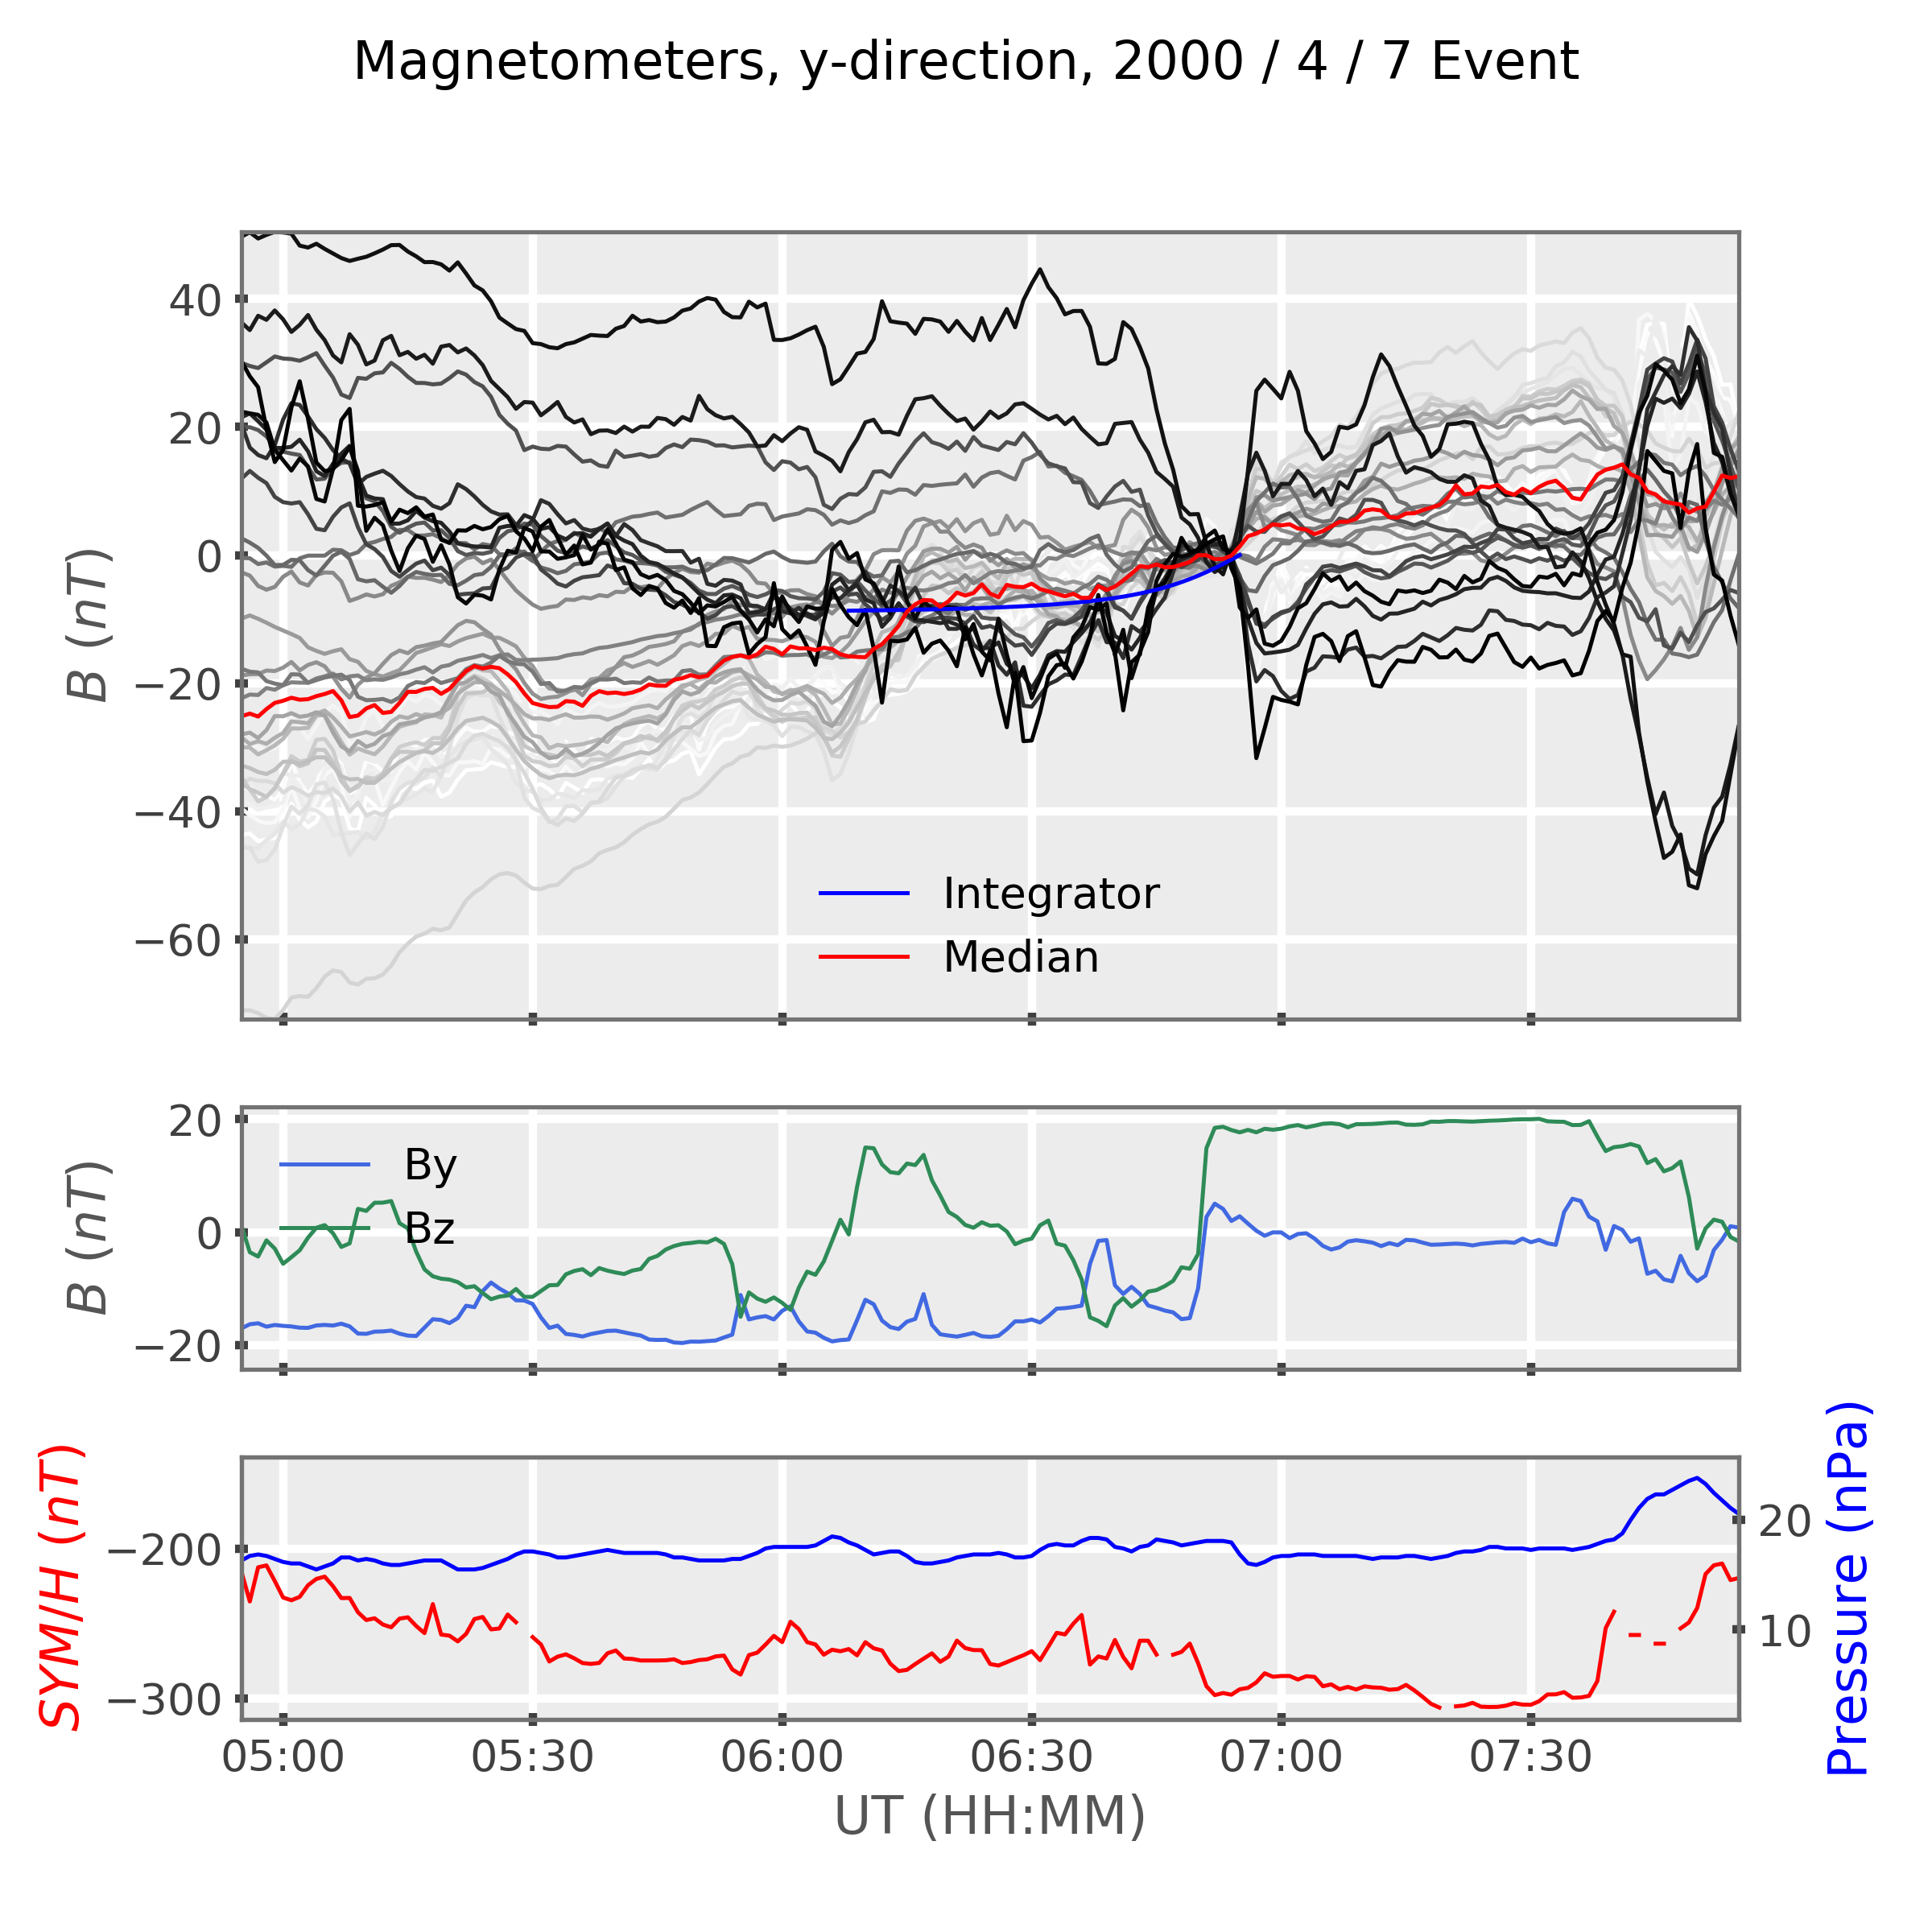 Magnetometers, y-direction, 2000 / 4 / 7 Event
B (nT)
40
20
0
−20
−40
−60
Integrator
Median
B (nT)
20
0
−20
By
Bz
SYM/H (nT)
−200
−300
20
10
Pressure (nPa)
05:00 05:30 06:00 06:30 07:00 07:30
UT (HH:MM)